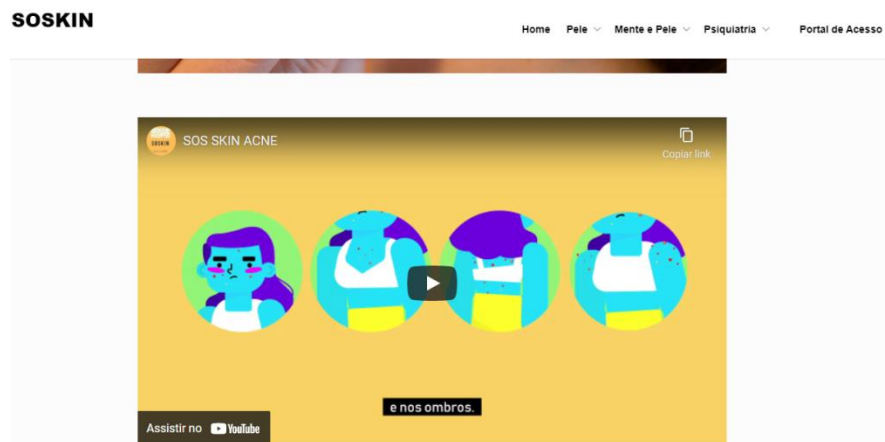 SOSKIN
Home Pele Mente e Pele Psiquiatria Portal de Acesso
SOSKIN
SOS SKIN ACNE
Copiar link
e nos ombros.
Assistir no YouTube